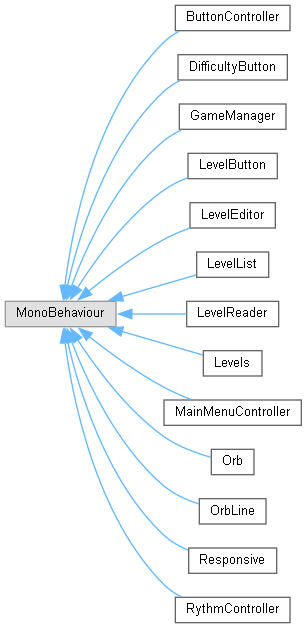 ButtonController
DifficultyButton
GameManager
LevelButton
LevelEditor
LevelList
MonoBehaviour
LevelReader
Levels
MainMenuController
Orb
OrbLine
Responsive
RythmController